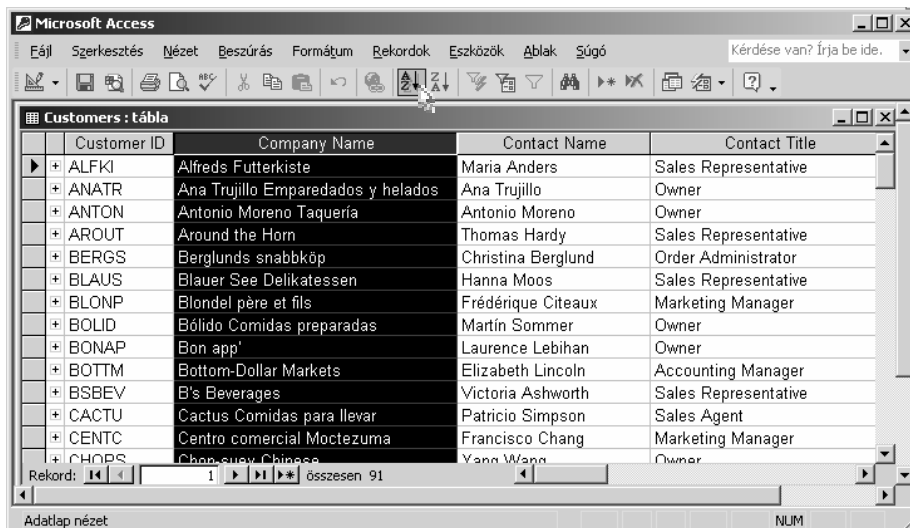 Microsoft Access
Fájl Szerkesztés Nézet Beszúrás Formátum Rekordok Eszközök Ablak Súgó Kérdése van? Írja be ide.
Customers : tábla
Customer ID Company Name Contact Name Contact Title
ALFKI Alfreds Futterkiste Maria Anders Sales Representative
ANATR Ana Trujillo Emparedados y helados Ana Trujillo Owner
ANTON Antonio Moreno Taquería Antonio Moreno Owner
AROUT Around the Horn Thomas Hardy Sales Representative
BERGS Berglunds snabbköp Christina Berglund Order Administrator
BLAUS Blauer See Delikatessen Hanna Moos Sales Representative
BLONP Blondel père et fils Frédérique Citeaux Marketing Manager
BOLID Bólido Comidas preparadas Martín Sommer Owner
BONAP Bon app' Laurence Lebihan Owner
BOTTM Bottom-Dollar Markets Elizabeth Lincoln Accounting Manager
BSBEV B's Beverages Victoria Ashworth Sales Representative
CACTU Cactus Comidas para llevar Patricio Simpson Sales Agent
CENTC Centro comercial Moctezuma Francisco Chang Marketing Manager
CHOPS Chop-suey Chinese Yang Wang Owner
Rekord: 1 összesen 91
Adatlap nézet NUM